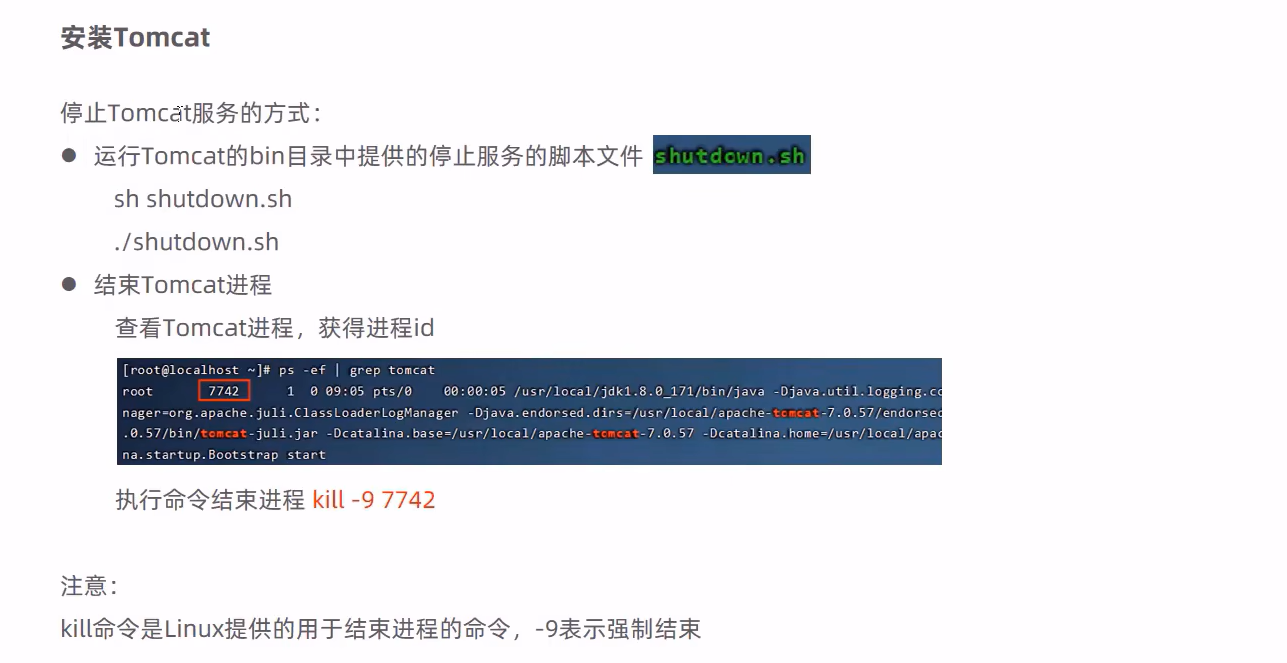 安装Tomcat
停止Tomcat服务的方式：
● 运行Tomcat的bin目录中提供的停止服务的脚本文件 shutdown.sh
sh shutdown.sh
./shutdown.sh
● 结束Tomcat进程
查看Tomcat进程，获得进程id
[root@localhost ~]# ps -ef | grep tomcat
root 7742 1 0 09:05 pts/0 00:00:05 /usr/local/jdk1.8.0_171/bin/java -Djava.util.logging.co
nager=org.apache.juli.ClassLoaderLogManager -Djava.endorsed.dirs=/usr/local/apache-tomcat-7.0.57/endorsed
.0.57/bin/tomcat-juli.jar -Dcatalina.base=/usr/local/apache-tomcat-7.0.57 -Dcatalina.home=/usr/local/apac
na.startup.Bootstrap start
执行命令结束进程 kill -9 7742
注意：
kill命令是Linux提供的用于结束进程的命令，-9表示强制结束